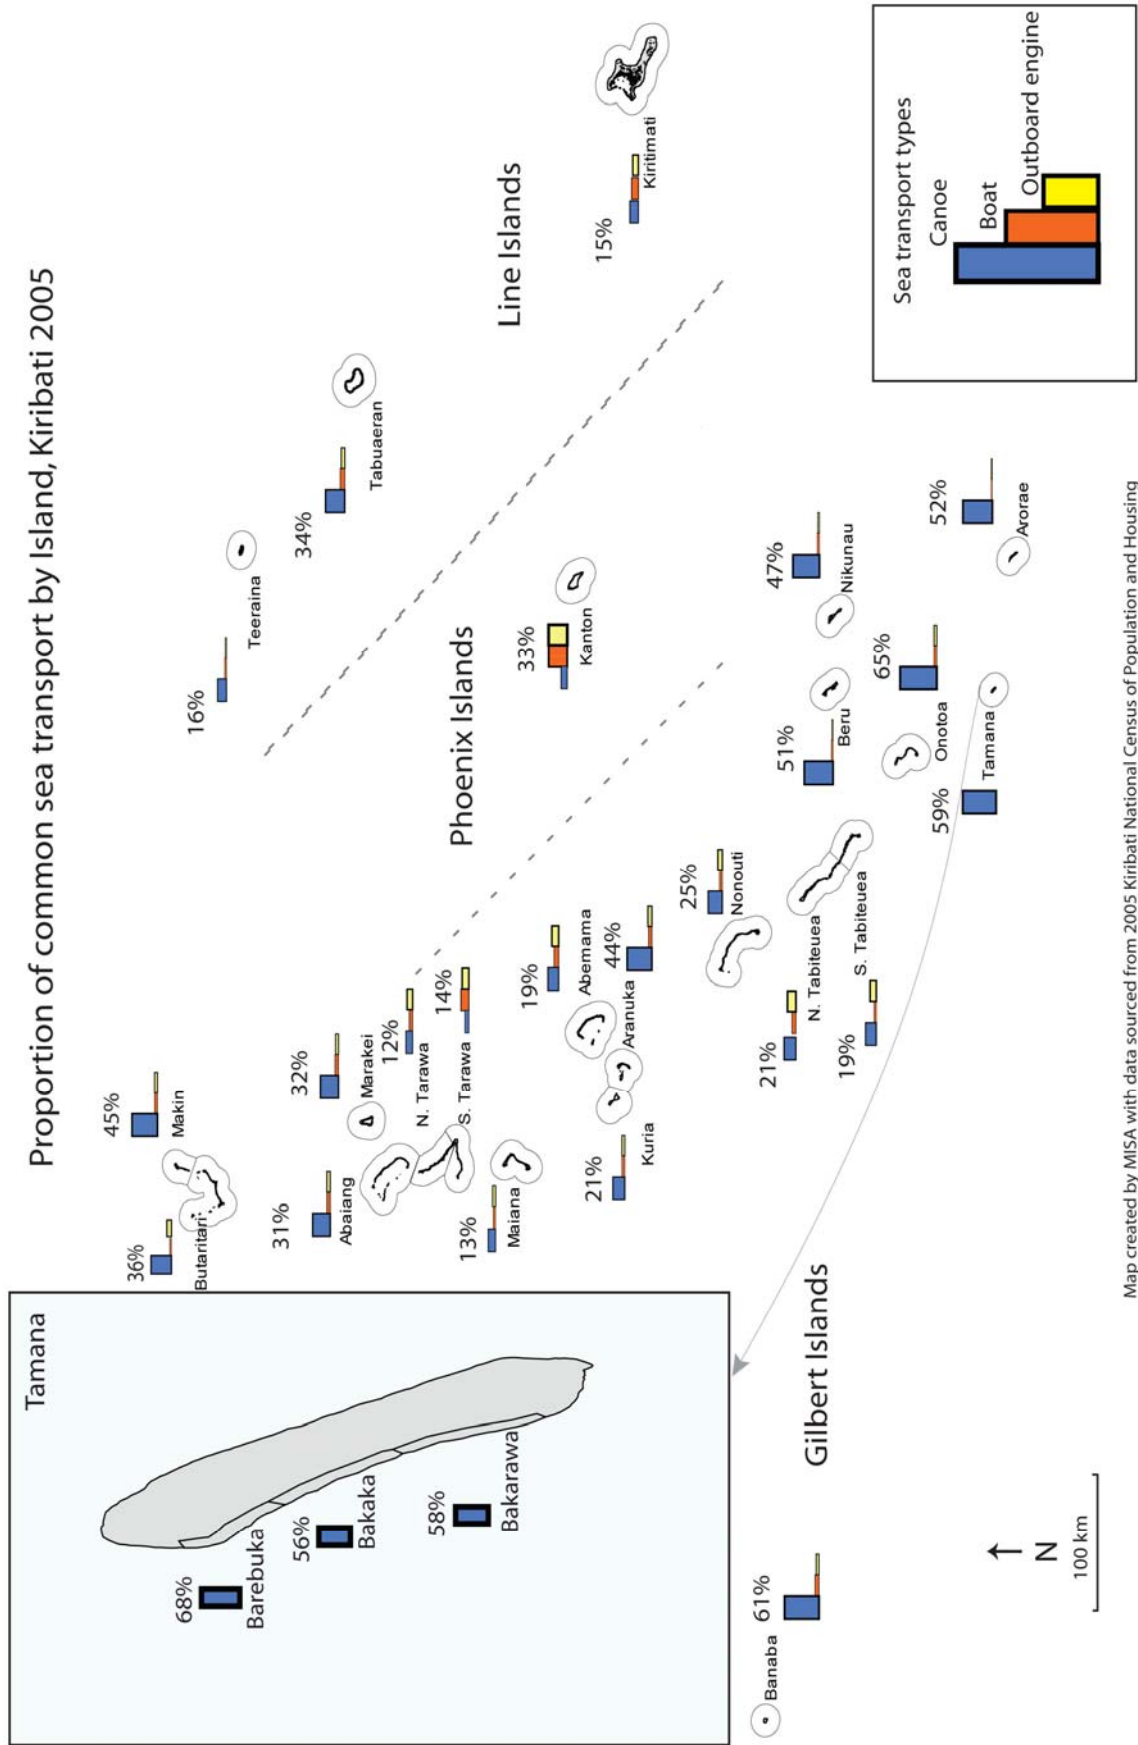 Proportion of common sea transport by Island, Kiribati 2005
Tamana
68%
Barebuka
56%
Bakaka
58%
Bakarawa
36%
Butaritari
45%
Makin
31%
Abaiang
32%
Marakei
12%
N. Tarawa
14%
S. Tarawa
13%
Maiana
19%
Abemama
21%
Kuria
44%
Aranuka
25%
Nonouti
21%
N. Tabiteuea
19%
S. Tabiteuea
51%
Beru
47%
Nikunau
65%
Onotoa
59%
Tamana
52%
Arorae
61%
Banaba
Gilbert Islands
Phoenix Islands
33%
Kanton
Line Islands
16%
Teeraina
34%
Tabuaeran
15%
Kiritimati
N
100 km
Sea transport types
Canoe
Boat
Outboard engine
Map created by MISA with data sourced from 2005 Kiribati National Census of Population and Housing